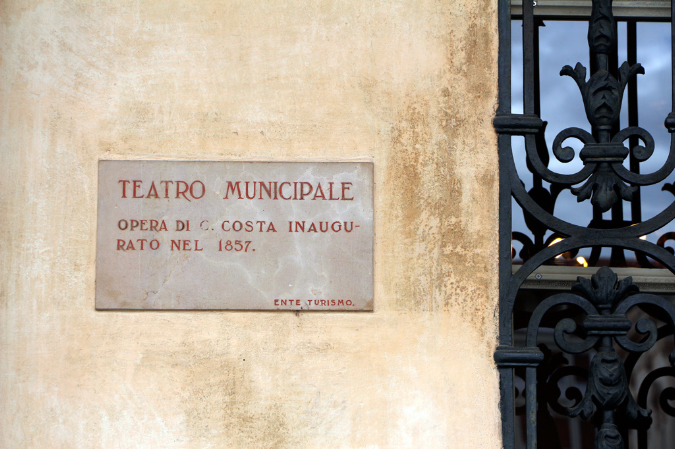 TEATRO MUNICIPALE
OPERA DI C. COSTA INAUGU-
RATO NEL 1857.
ENTE TURISMO.